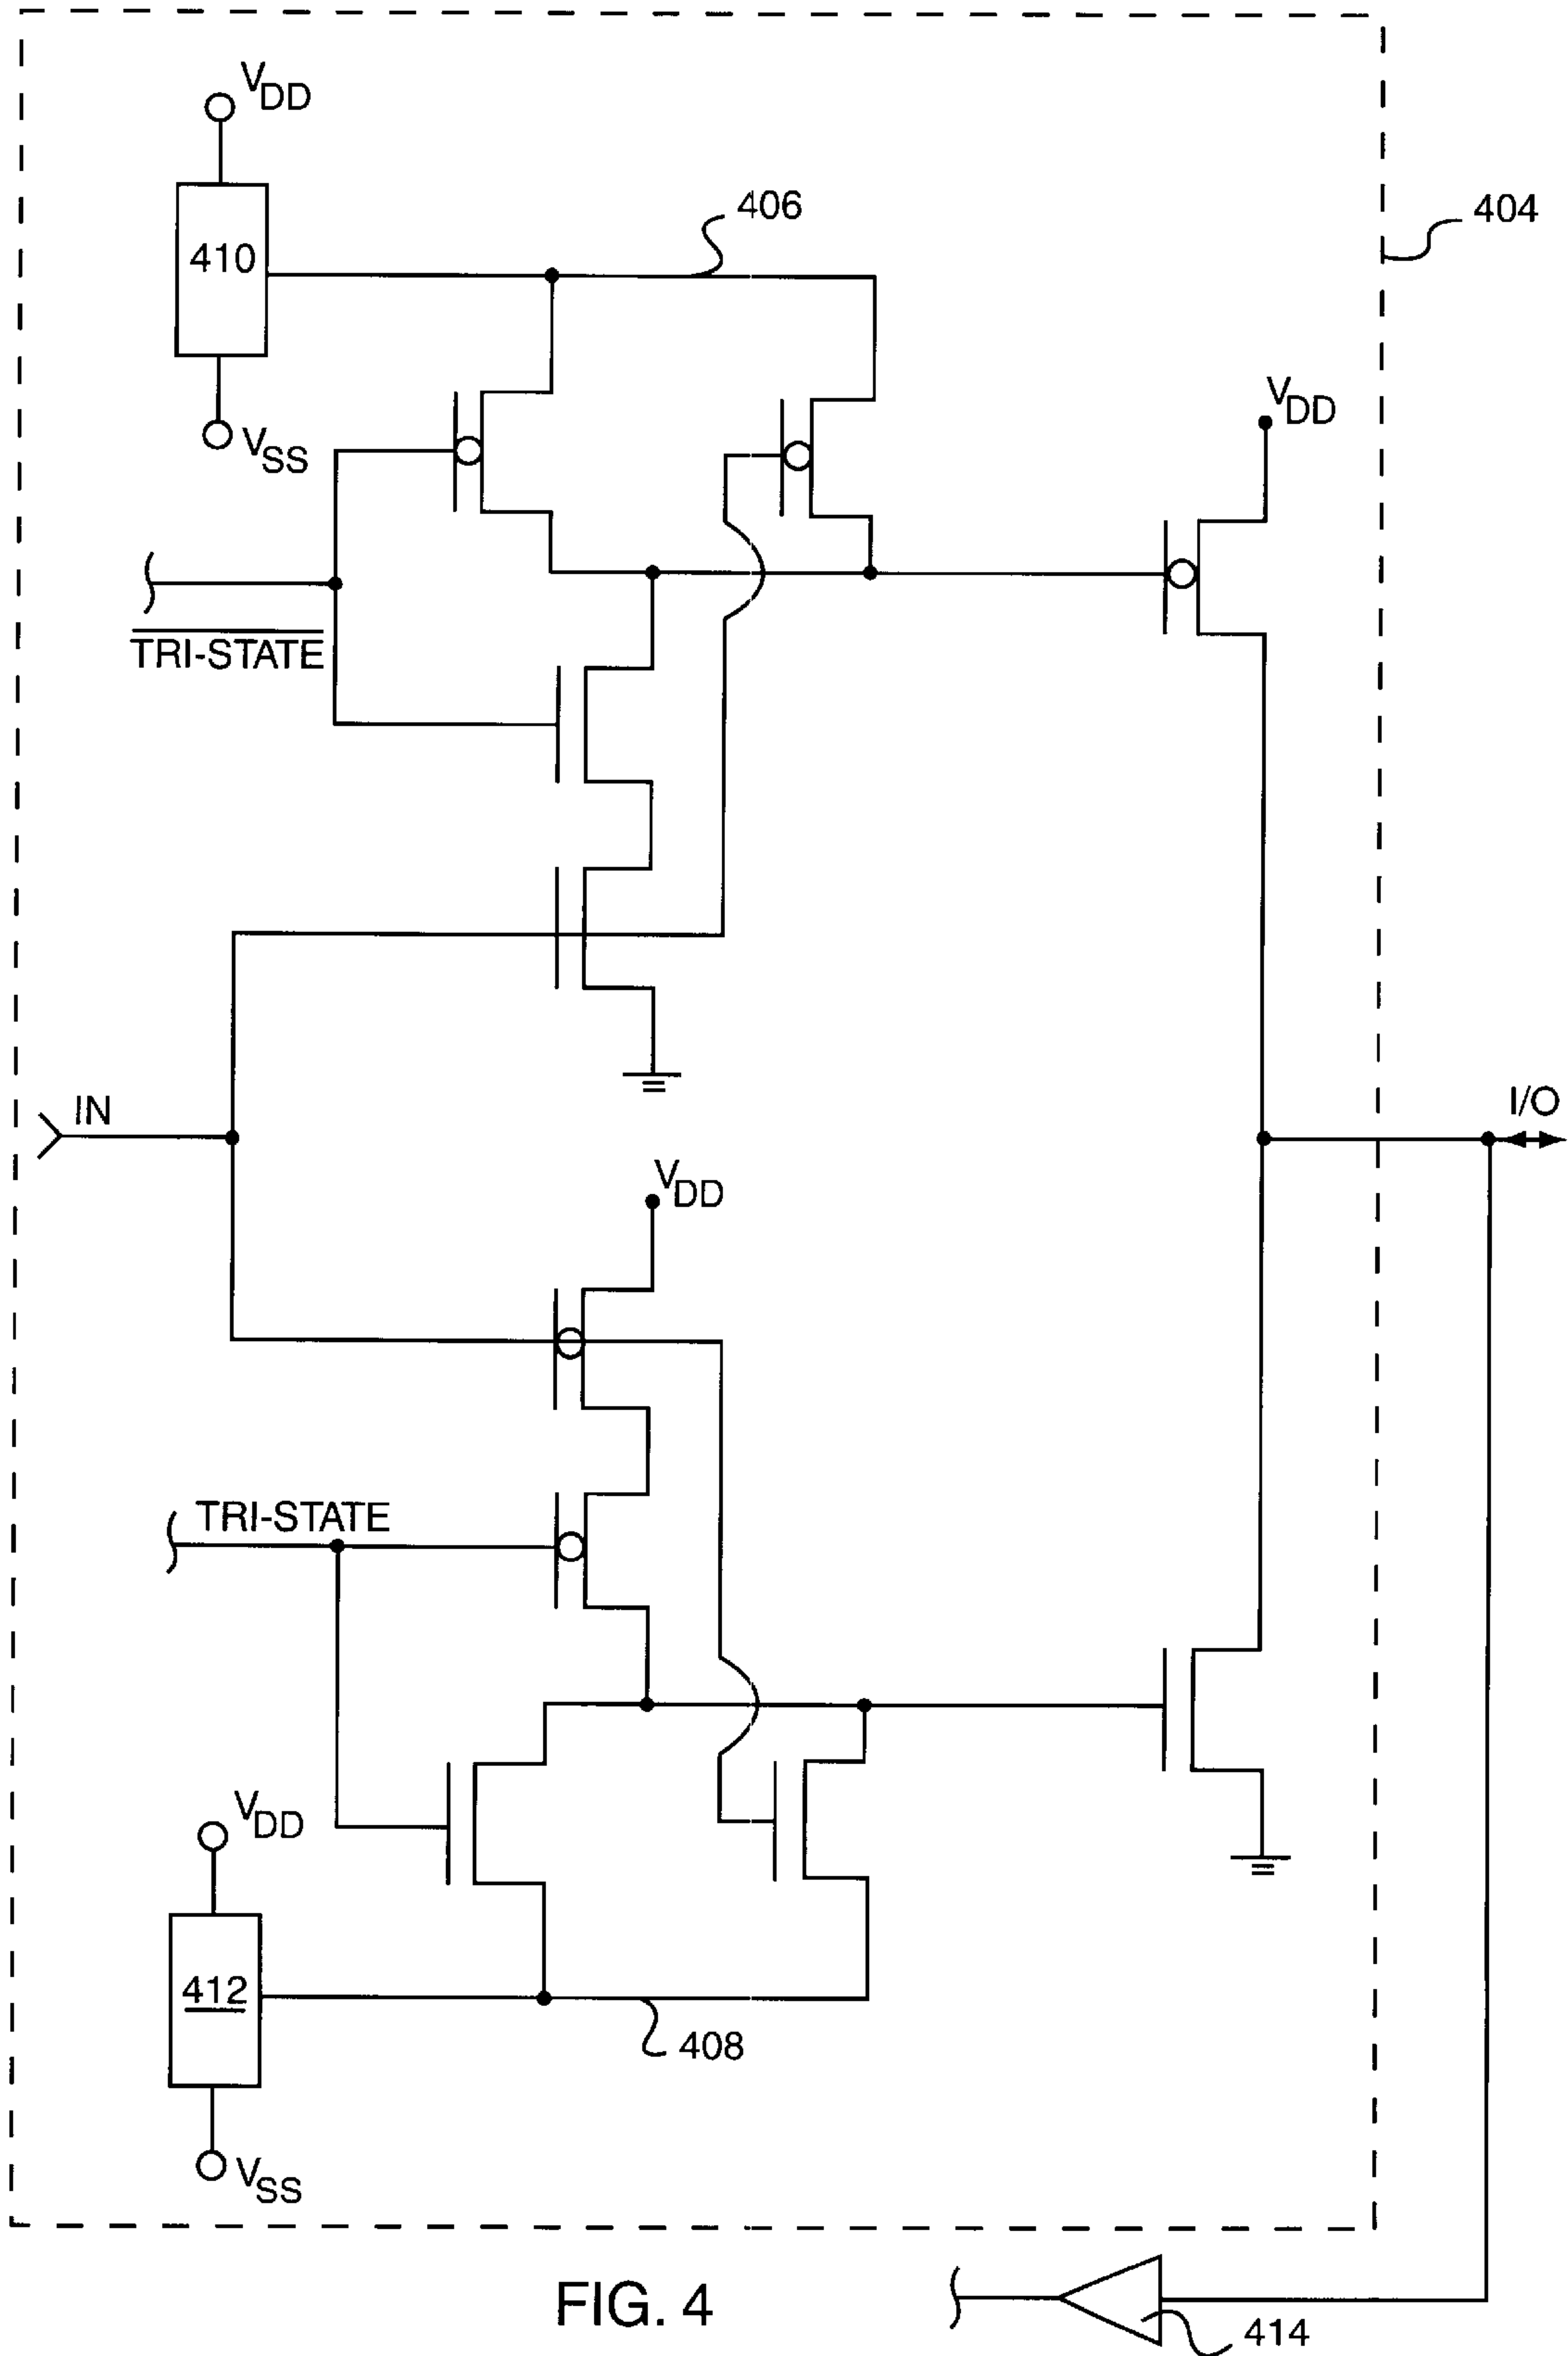 VDD
410
406
404
VSS
VDD
TRI-STATE
IN
I/O
VDD
TRI-STATE
VDD
412
408
VSS
FIG. 4
414